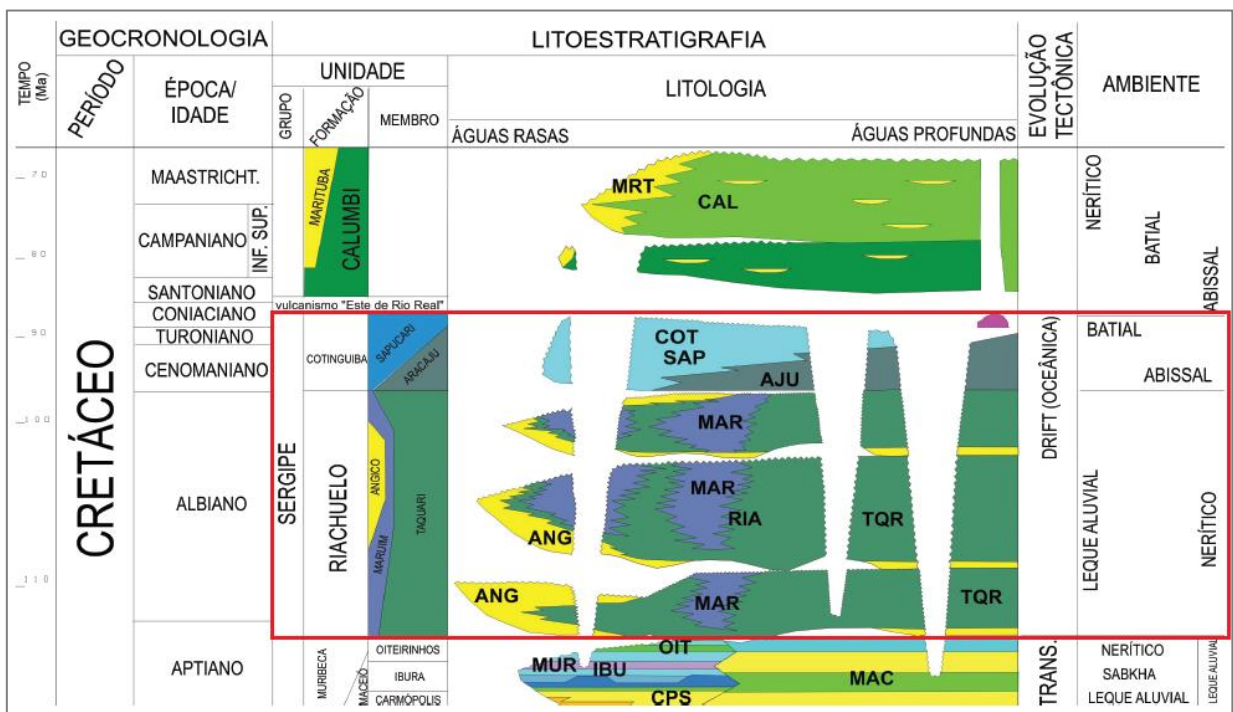 GEOCRONOLOGIA
LITOESTRATIGRAFIA
TEMPO
(Ma)
PERÍODO
ÉPOCA/
IDADE
UNIDADE
GRUPO
FORMAÇÃO
MEMBRO
LITOLOGIA
ÁGUAS RASAS
ÁGUAS PROFUNDAS
EVOLUÇÃO
TECTÔNICA
AMBIENTE
70
80
90
100
110
CRETÁCEO
MAASTRICHT.
CAMPANIANO
INF. SUP.
SANTONIANO
CONIACIANO
TURONIANO
CENOMANIANO
ALBIANO
APTIANO
MARITUBA
CALUMBI
vulcanismo "Este de Rio Real"
SERGIPE
COTINGUIBA
SAPUCARI
ARACAJU
RIACHUELO
ANGICO
MARUIM
TAQUARI
MURIBECA
MACEIÓ
OITEIRINHOS
IBURA
CARMÓPOLIS
MRT
CAL
COT
SAP
AJU
MAR
MAR
ANG
RIA
TQR
ANG
MAR
TQR
OIT
MUR
IBU
MAC
CPS
DRIFT (OCEÂNICA)
TRANS.
NERÍTICO
BATIAL
ABISSAL
BATIAL
ABISSAL
LEQUE ALUVIAL
NERÍTICO
NERÍTICO
SABKHA
LEQUE ALUVIAL
LEQUE ALUVIAL